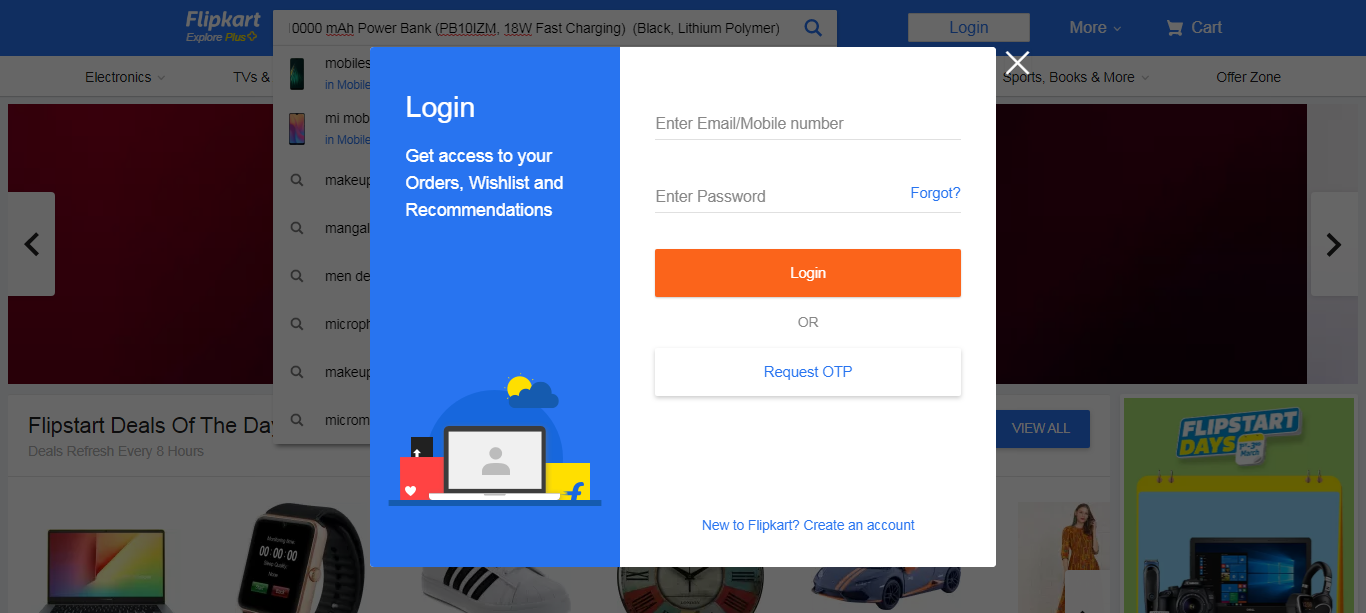 Flipkart
Explore Plus
0000 mAh Power Bank (PB10IZM, 18W Fast Charging) (Black, Lithium Polymer)
Login
More
Cart
Electronics
TVs &
Sports, Books & More
Offer Zone
mobiles
in Mobile
mi mob
in Mobile
makeup
mangal
men de
microph
makeup
microm
Login
Get access to your
Orders, Wishlist and
Recommendations
Enter Email/Mobile number
Enter Password
Forgot?
Login
OR
Request OTP
New to Flipkart? Create an account
Flipstart Deals Of The Day
Deals Refresh Every 8 Hours
VIEW ALL
FLIPSTART
DAYS
March
00:00:00